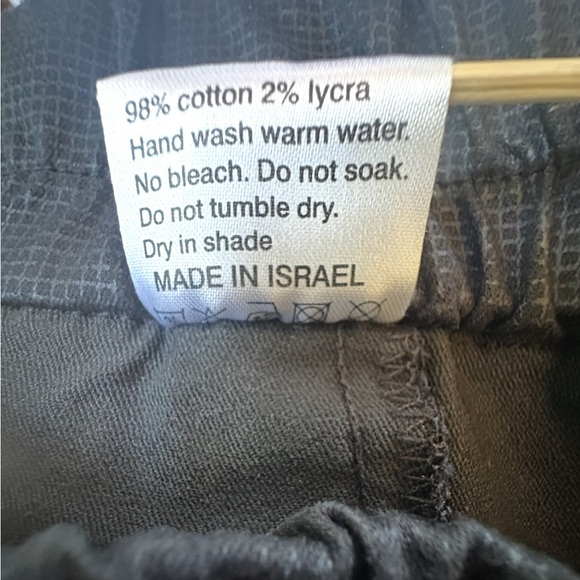 98% cotton 2% lycra
Hand wash warm water.
No bleach. Do not soak.
Do not tumble dry.
Dry in shade
MADE IN ISRAEL